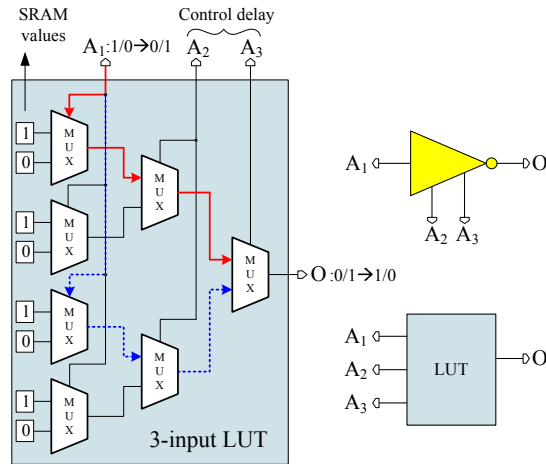 SRAM
values
Control delay
A1:1/0→0/1
A2
A3
1
0
MUX
MUX
1
0
MUX
MUX
O:0/1→1/0
1
0
MUX
MUX
1
0
MUX
3-input LUT
A1
O
A2
A3
A1
A2
A3
LUT
O